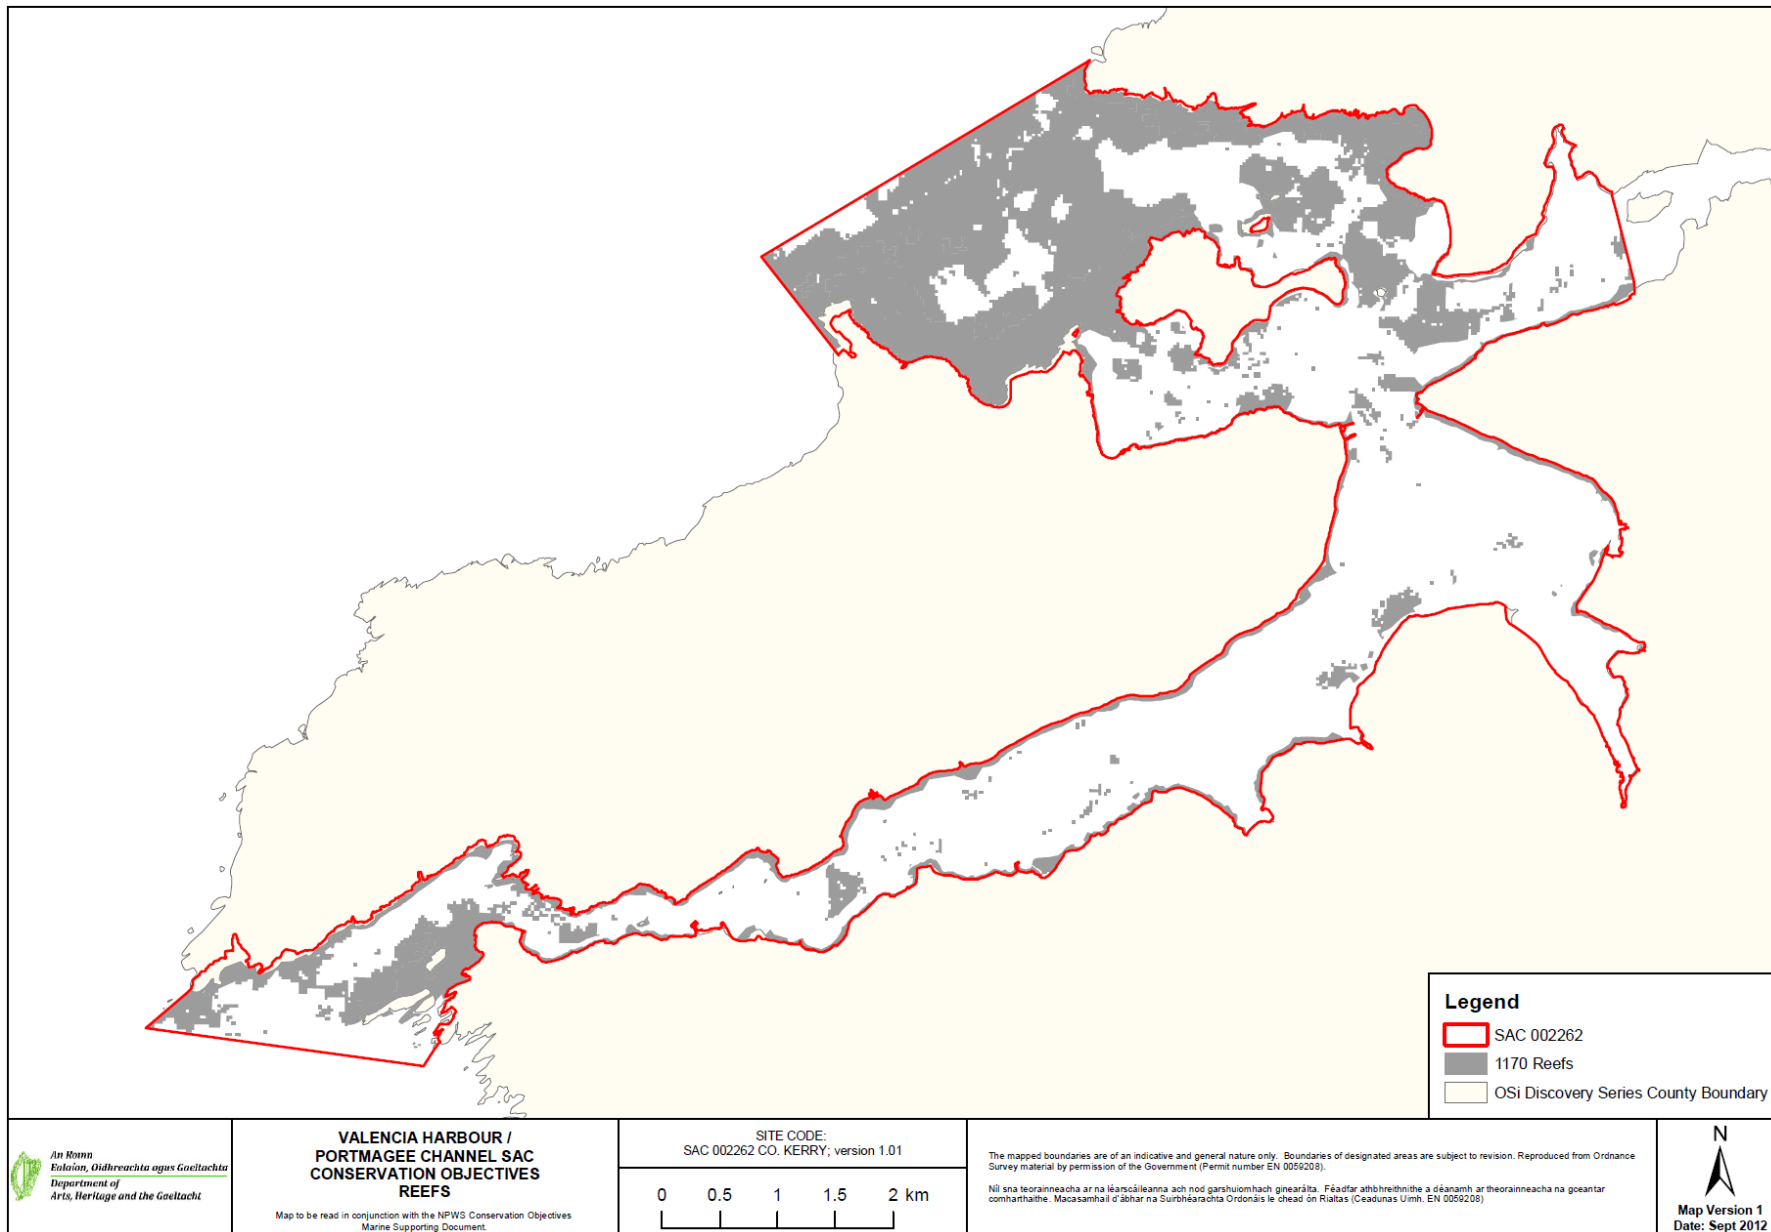 Legend
SAC 002262
1170 Reefs
OSi Discovery Series County Boundary
An Roinn
Ealaíon, Oidhreachta agus Gaeltachta
Department of
Arts, Heritage and the Gaeltacht
VALENCIA HARBOUR /
PORTMAGEE CHANNEL SAC
CONSERVATION OBJECTIVES
REEFS
Map to be read in conjunction with the NPWS Conservation Objectives
Marine Supporting Document.
SITE CODE:
SAC 002262 CO. KERRY; version 1.01
0 0.5 1 1.5 2 km
The mapped boundaries are of an indicative and general nature only. Boundaries of designated areas are subject to revision. Reproduced from Ordnance
Survey material by permission of the Government (Permit number EN 0059208).
Níl sna teorainneacha ar na léarscáileanna ach nod garshuiomhach ginearálta. Féadfar athbhreithnithe a déanamh ar theorainneacha na gceantar
comharthaithe. Macasamhail d'ábhar na Suirbhéarachta Ordonáis le chead ón Rialtas (Ceadunas Uimh. EN 0059208)
N
Map Version 1
Date: Sept 2012